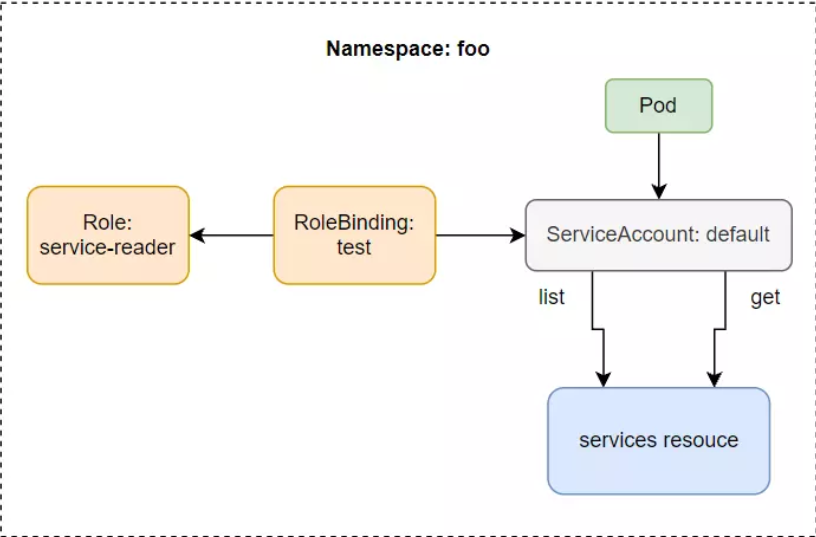 Namespace: foo
Pod
Role:
service-reader
RoleBinding:
test
ServiceAccount: default
list
get
services resouce